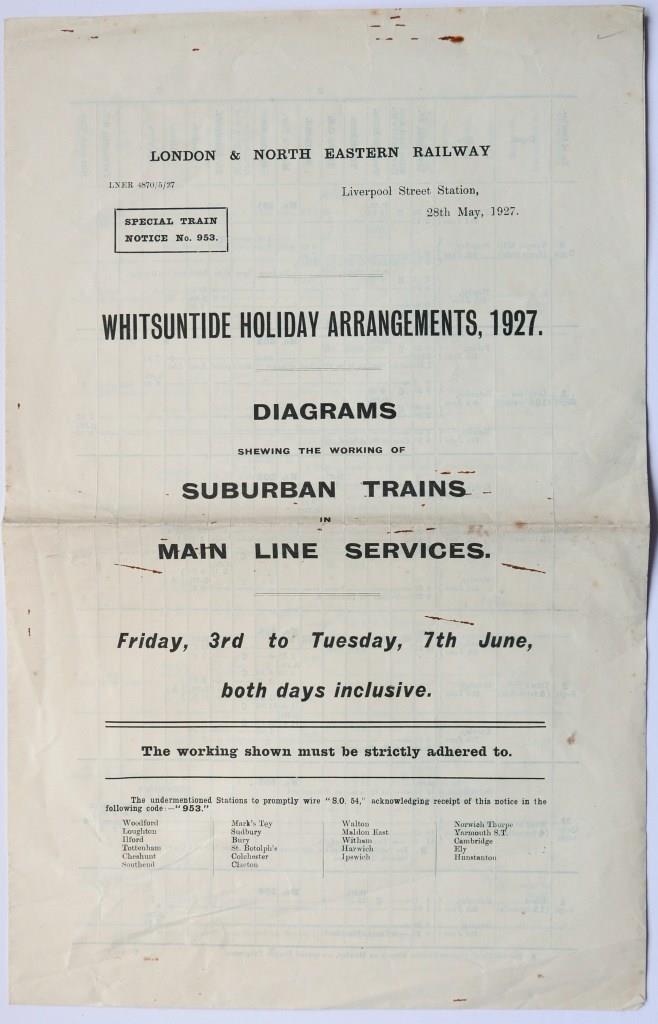 LONDON & NORTH EASTERN RAILWAY
LNER 4870/5/27
Liverpool Street Station,
28th May, 1927.
SPECIAL TRAIN
NOTICE No. 953.
WHITSUNTIDE HOLIDAY ARRANGEMENTS, 1927.
DIAGRAMS
SHEWING THE WORKING OF
SUBURBAN TRAINS
IN
MAIN LINE SERVICES.
Friday, 3rd to Tuesday, 7th June,
both days inclusive.
The working shown must be strictly adhered to.
The undermentioned Stations to promptly wire "S.O. 54," acknowledging receipt of this notice in the
following code:—"953."
Woodford
Loughton
Ilford
Tottenham
Cheshunt
Southend
Mark's Tey
Sudbury
Bury
St. Botolph's
Colchester
Clacton
Walton
Maldon East
Witham
Harwich
Ipswich
Norwich Thorpe
Yarmouth S.T.
Cambridge
Ely
Hunstanton